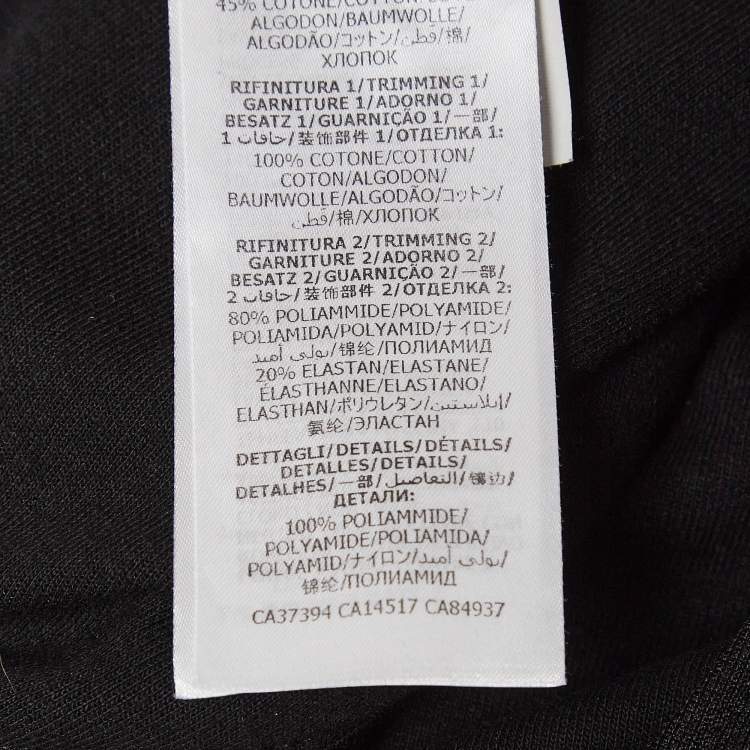 45% COTONE/COTTON/
ALGODON/BAUMWOLLE/
ALGODÃO/コットン/قطن/棉/
ХЛОПОК
RIFINITURA 1/TRIMMING 1/
GARNITURE 1/ADORNO 1/
BESATZ 1/GUARNIÇÃO 1/一部/
1 حافات/装饰部件 1/ОТДЕЛКА 1:
100% COTONE/COTTON/
COTON/ALGODON/
BAUMWOLLE/ALGODÃO/コットン/
قطن/棉/ХЛОПОК
RIFINITURA 2/TRIMMING 2/
GARNITURE 2/ADORNO 2/
BESATZ 2/GUARNIÇÃO 2/一部/
2 حافات/装饰部件 2/ОТДЕЛКА 2:
80% POLIAMMIDE/POLYAMIDE/
POLIAMIDA/POLYAMID/ナイロン/
بولي أميد/锦纶/ПОЛИАМИД
20% ELASTAN/ELASTANE/
ÉLASTHANNE/ELASTANO/
ELASTHAN/ポリウレタン/إيلاستين/
氨纶/ЭЛАСТАН
DETTAGLI/DETAILS/DÉTAILS/
DETALLES/DETAILS/
DETALHES/一部/التفاصيل/镶边/
ДЕТАЛИ:
100% POLIAMMIDE/
POLYAMIDE/POLIAMIDA/
POLYAMID/ナイロン/بولي أميد/
锦纶/ПОЛИАМИД
CA37394 CA14517 CA84937